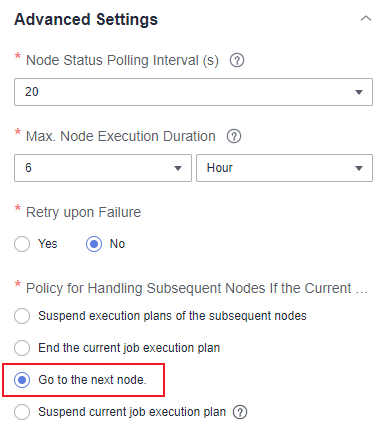 Advanced Settings
* Node Status Polling Interval (s) ?
20
* Max. Node Execution Duration ?
6 Hour
* Retry upon Failure
Yes No
* Policy for Handling Subsequent Nodes If the Current ...
Suspend execution plans of the subsequent nodes
End the current job execution plan
Go to the next node.
Suspend current job execution plan ?